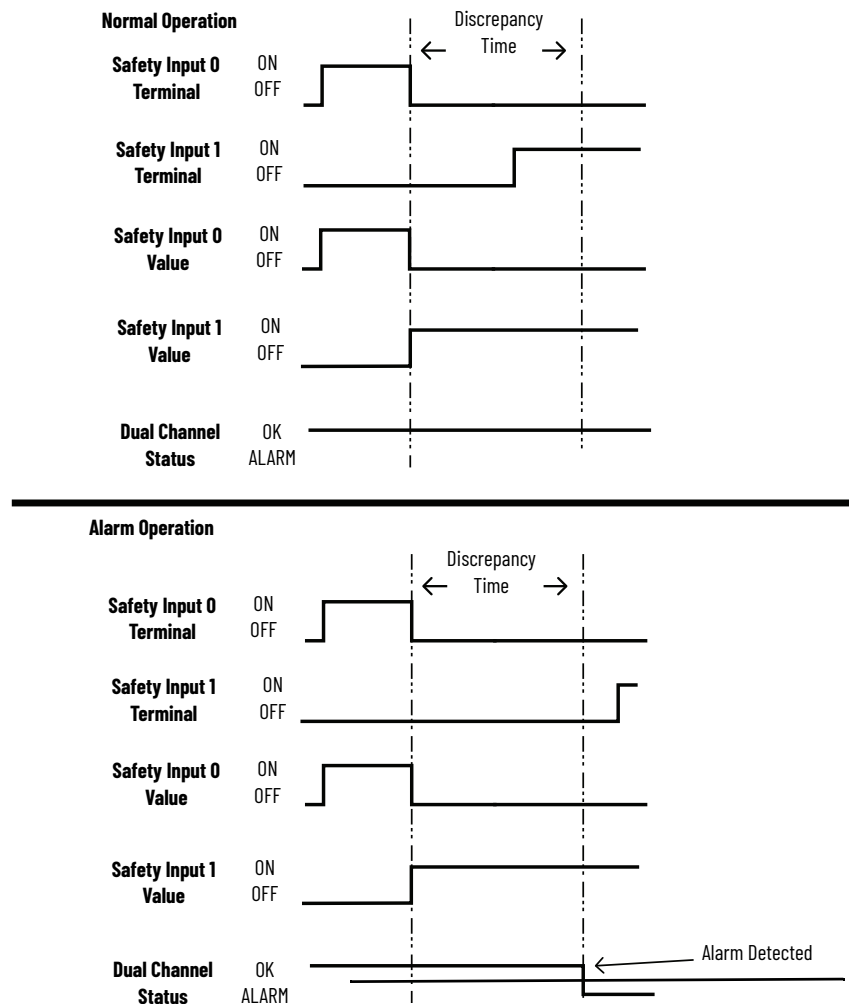 Normal Operation
Discrepancy
Time
Safety Input 0
Terminal
ON
OFF
Safety Input 1
Terminal
ON
OFF
Safety Input 0
Value
ON
OFF
Safety Input 1
Value
ON
OFF
Dual Channel
Status
OK
ALARM
Alarm Operation
Discrepancy
Time
Safety Input 0
Terminal
ON
OFF
Safety Input 1
Terminal
ON
OFF
Safety Input 0
Value
ON
OFF
Safety Input 1
Value
ON
OFF
Dual Channel
Status
OK
ALARM
Alarm Detected